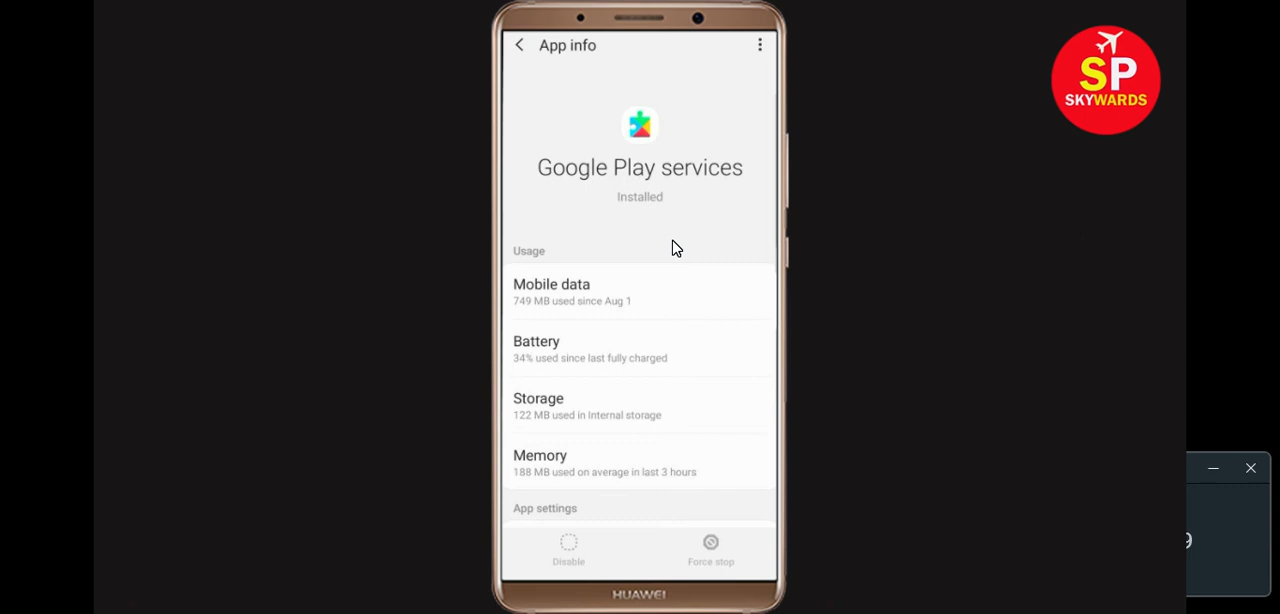 App info
SP
SKYWARDS
Google Play services
Installed
Usage
Mobile data
749 MB used since Aug 1
Battery
34% used since last fully charged
Storage
122 MB used in Internal storage
Memory
188 MB used on average in last 3 hours
App settings
9
Disable
Force stop
HUAWEI